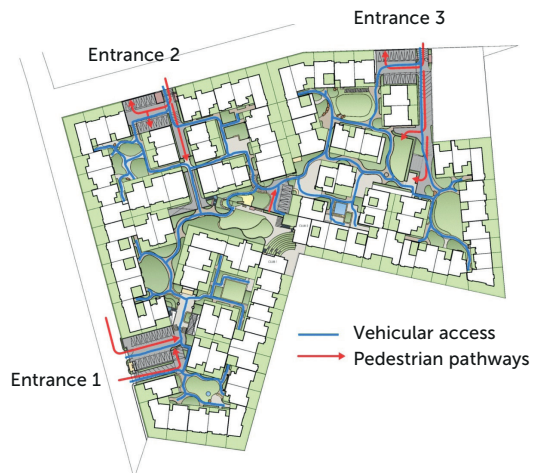 Entrance 3
Entrance 2
Vehicular access
Pedestrian pathways
Entrance 1